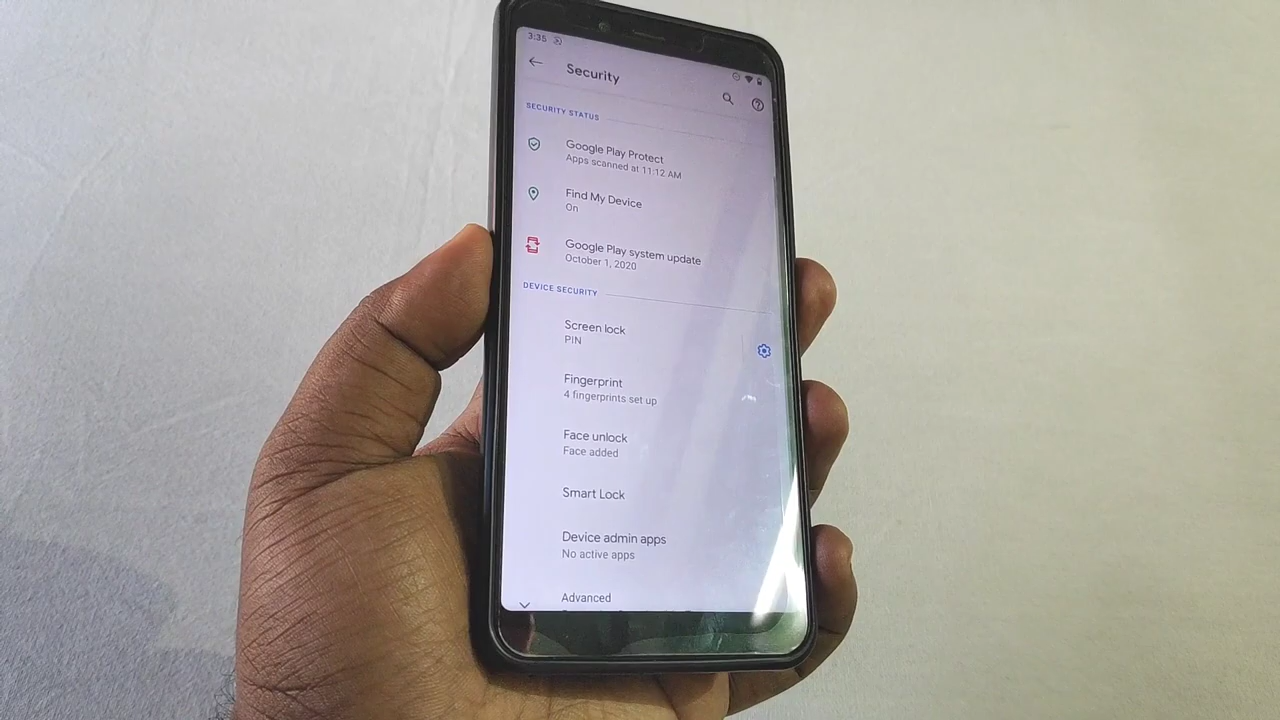 3:35
Security
SECURITY STATUS
Google Play Protect
Apps scanned at 11:12 AM
Find My Device
On
Google Play system update
October 1, 2020
DEVICE SECURITY
Screen lock
PIN
Fingerprint
4 fingerprints set up
Face unlock
Face added
Smart Lock
Device admin apps
No active apps
Advanced